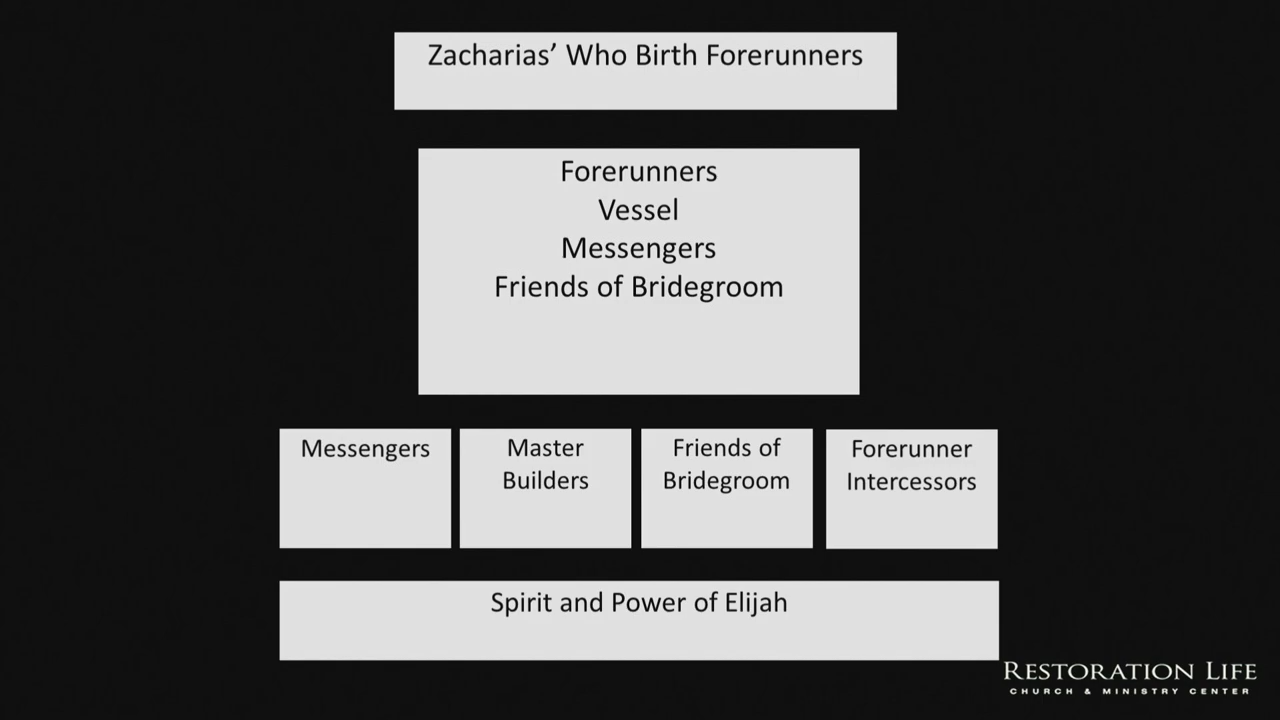 Zacharias’ Who Birth Forerunners
Forerunners
Vessel
Messengers
Friends of Bridegroom
Messengers
Master
Builders
Friends of
Bridegroom
Forerunner
Intercessors
Spirit and Power of Elijah
RESTORATION LIFE
CHURCH & MINISTRY CENTER